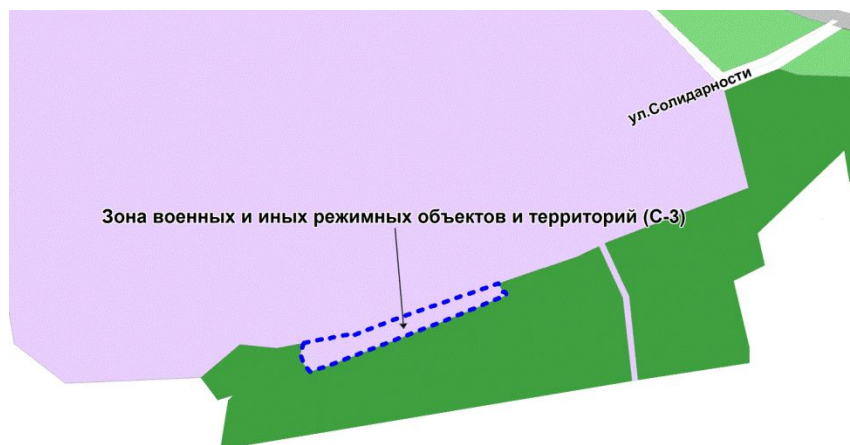 ул.Солидарности
Зона военных и иных режимных объектов и территорий (С-3)